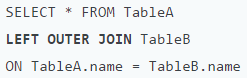 SELECT * FROM TableA
LEFT OUTER JOIN TableB
ON TableA.name = TableB.name